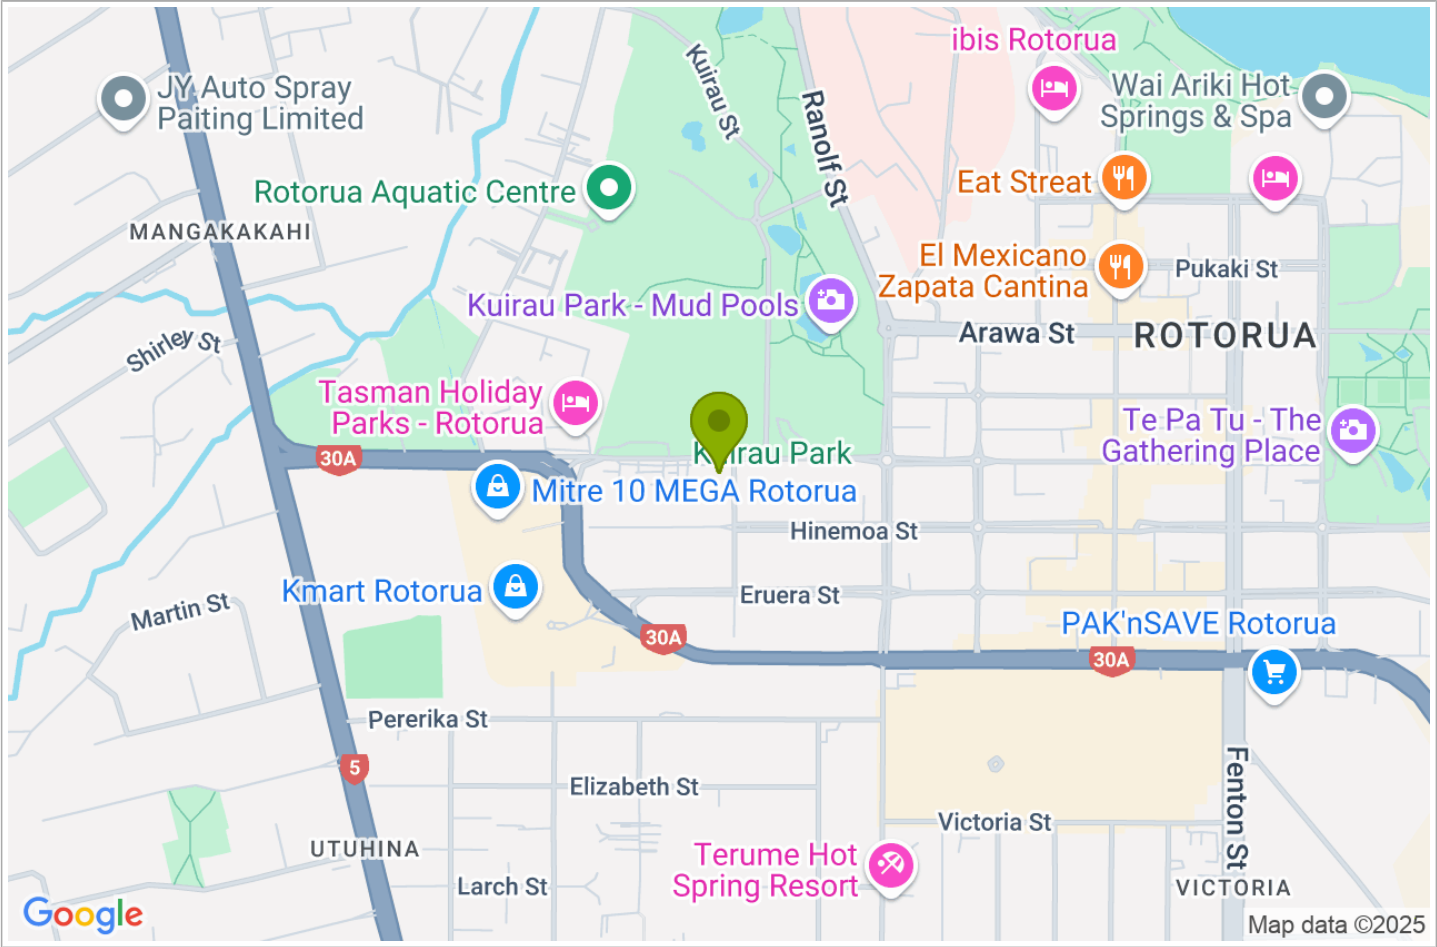 ibis Rotorua
Kuirau St
Ranolf St
JY Auto Spray
Paiting Limited
Wai Ariki Hot
Springs & Spa
Rotorua Aquatic Centre
Eat Streat
MANGAKAKAHI
El Mexicano
Zapata Cantina
Pukaki St
Kuirau Park - Mud Pools
Shirley St
Arawa St
ROTORUA
Tasman Holiday
Parks - Rotorua
Te Pa Tu - The
Gathering Place
30A
Kuirau Park
Mitre 10 MEGA Rotorua
Hinemoa St
Kmart Rotorua
Eruera St
Martin St
30A
PAK'nSAVE Rotorua
30A
Pererika St
5
Elizabeth St
Fenton St
Victoria St
UTUHINA
Terume Hot
Spring Resort
Larch St
VICTORIA
Google
Map data ©2025